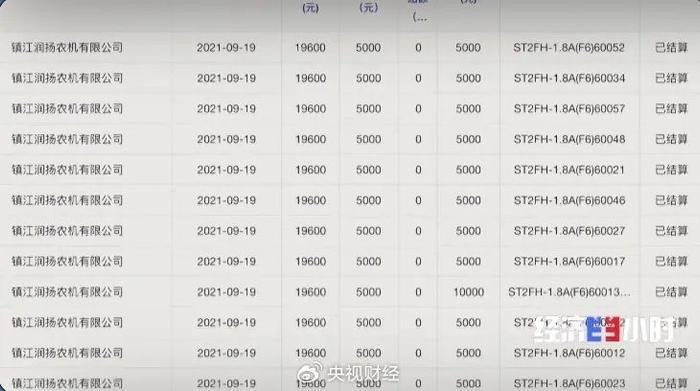 (元) (元) (… (元)
镇江润扬农机有限公司 2021-09-19 19600 5000 0 5000 ST2FH-1.8A(F6)60052 已结算
镇江润扬农机有限公司 2021-09-19 19600 5000 0 5000 ST2FH-1.8A(F6)60034 已结算
镇江润扬农机有限公司 2021-09-19 19600 5000 0 5000 ST2FH-1.8A(F6)60057 已结算
镇江润扬农机有限公司 2021-09-19 19600 5000 0 5000 ST2FH-1.8A(F6)60048 已结算
镇江润扬农机有限公司 2021-09-19 19600 5000 0 5000 ST2FH-1.8A(F6)60021 已结算
镇江润扬农机有限公司 2021-09-19 19600 5000 0 5000 ST2FH-1.8A(F6)60046 已结算
镇江润扬农机有限公司 2021-09-19 19600 5000 0 5000 ST2FH-1.8A(F6)60027 已结算
镇江润扬农机有限公司 2021-09-19 19600 5000 0 5000 ST2FH-1.8A(F6)60017 已结算
镇江润扬农机有限公司 2021-09-19 19600 5000 0 10000 ST2FH-1.8A(F6)60013... 已结算
镇江润扬农机有限公司 2021-09-19 19600 5000 0 5000 已结算
经济半小时
镇江润扬农机有限公司 2021-09-19 19600 5000 0 5000 ST2FH-1.8A(F6)60012 已结算
镇江润扬农机有限公司 2021-09-19 19600 5000 0 5000 ST2FH-1.8A(F6)60023 已结算
央视财经